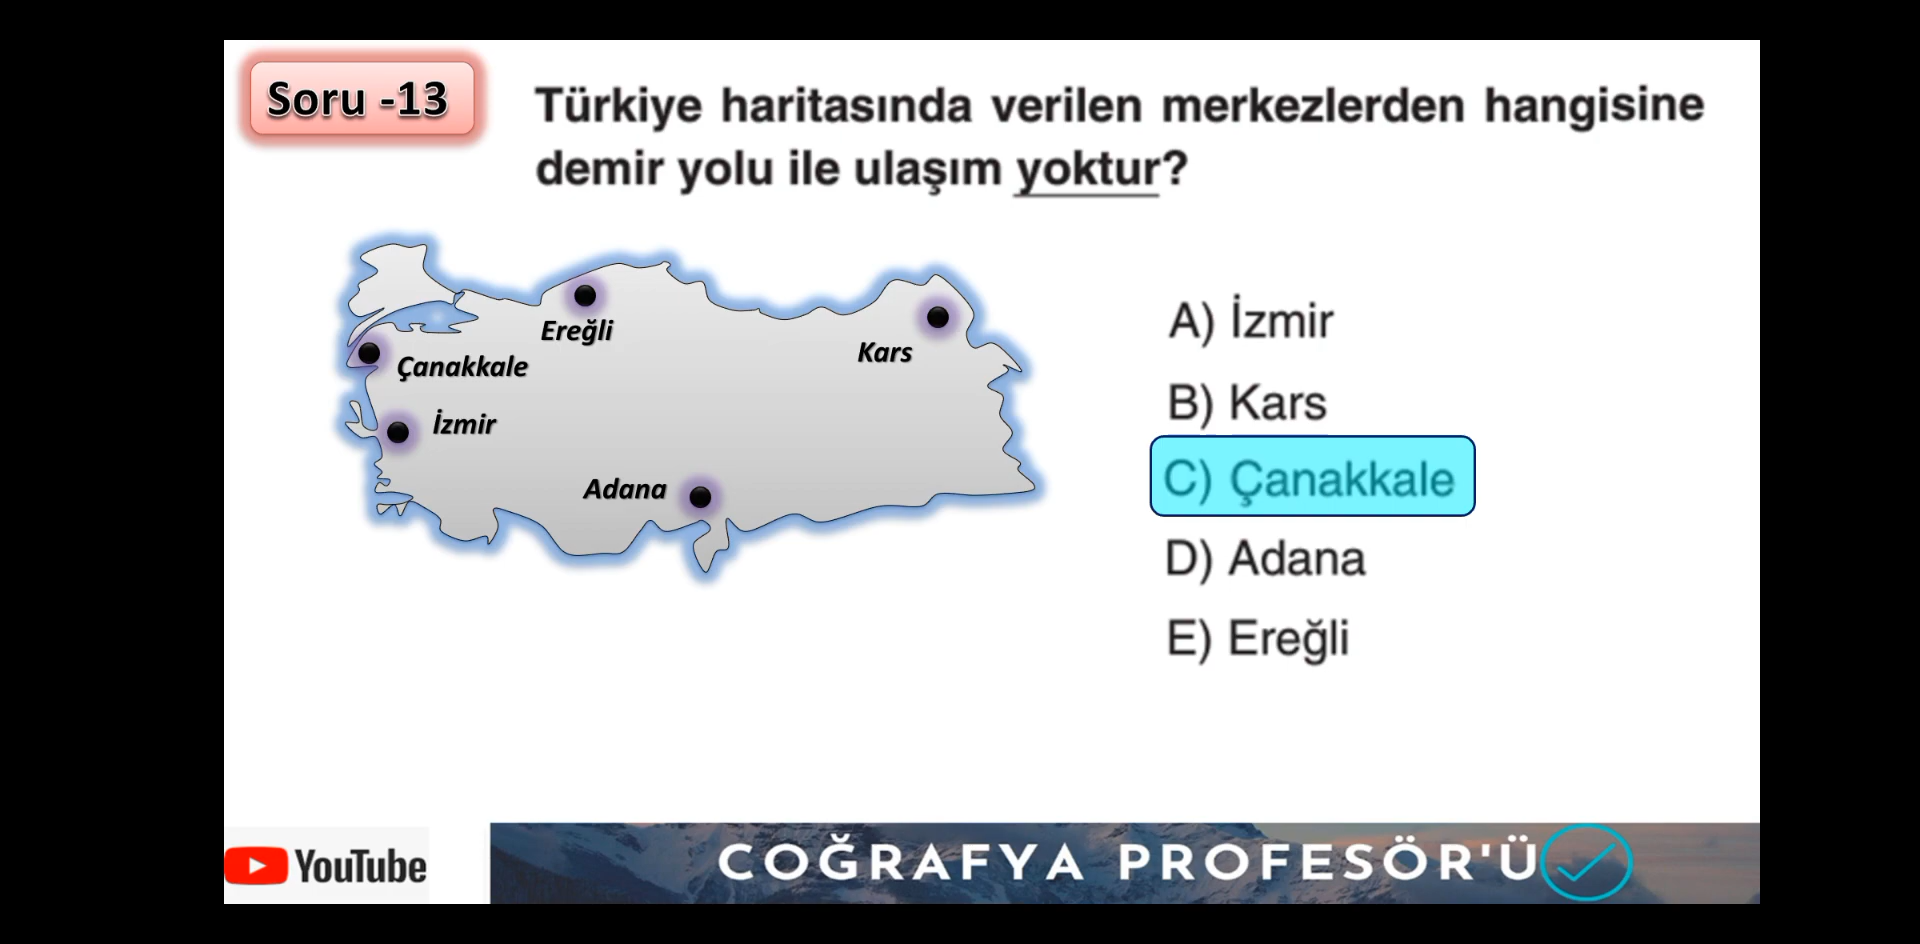 Soru -13
Türkiye haritasında verilen merkezlerden hangisine
demir yolu ile ulaşım yoktur?
Ereğli
Kars
Çanakkale
İzmir
Adana
A) İzmir
B) Kars
C) Çanakkale
D) Adana
E) Ereğli
YouTube
COĞRAFYA PROFESÖR'Ü